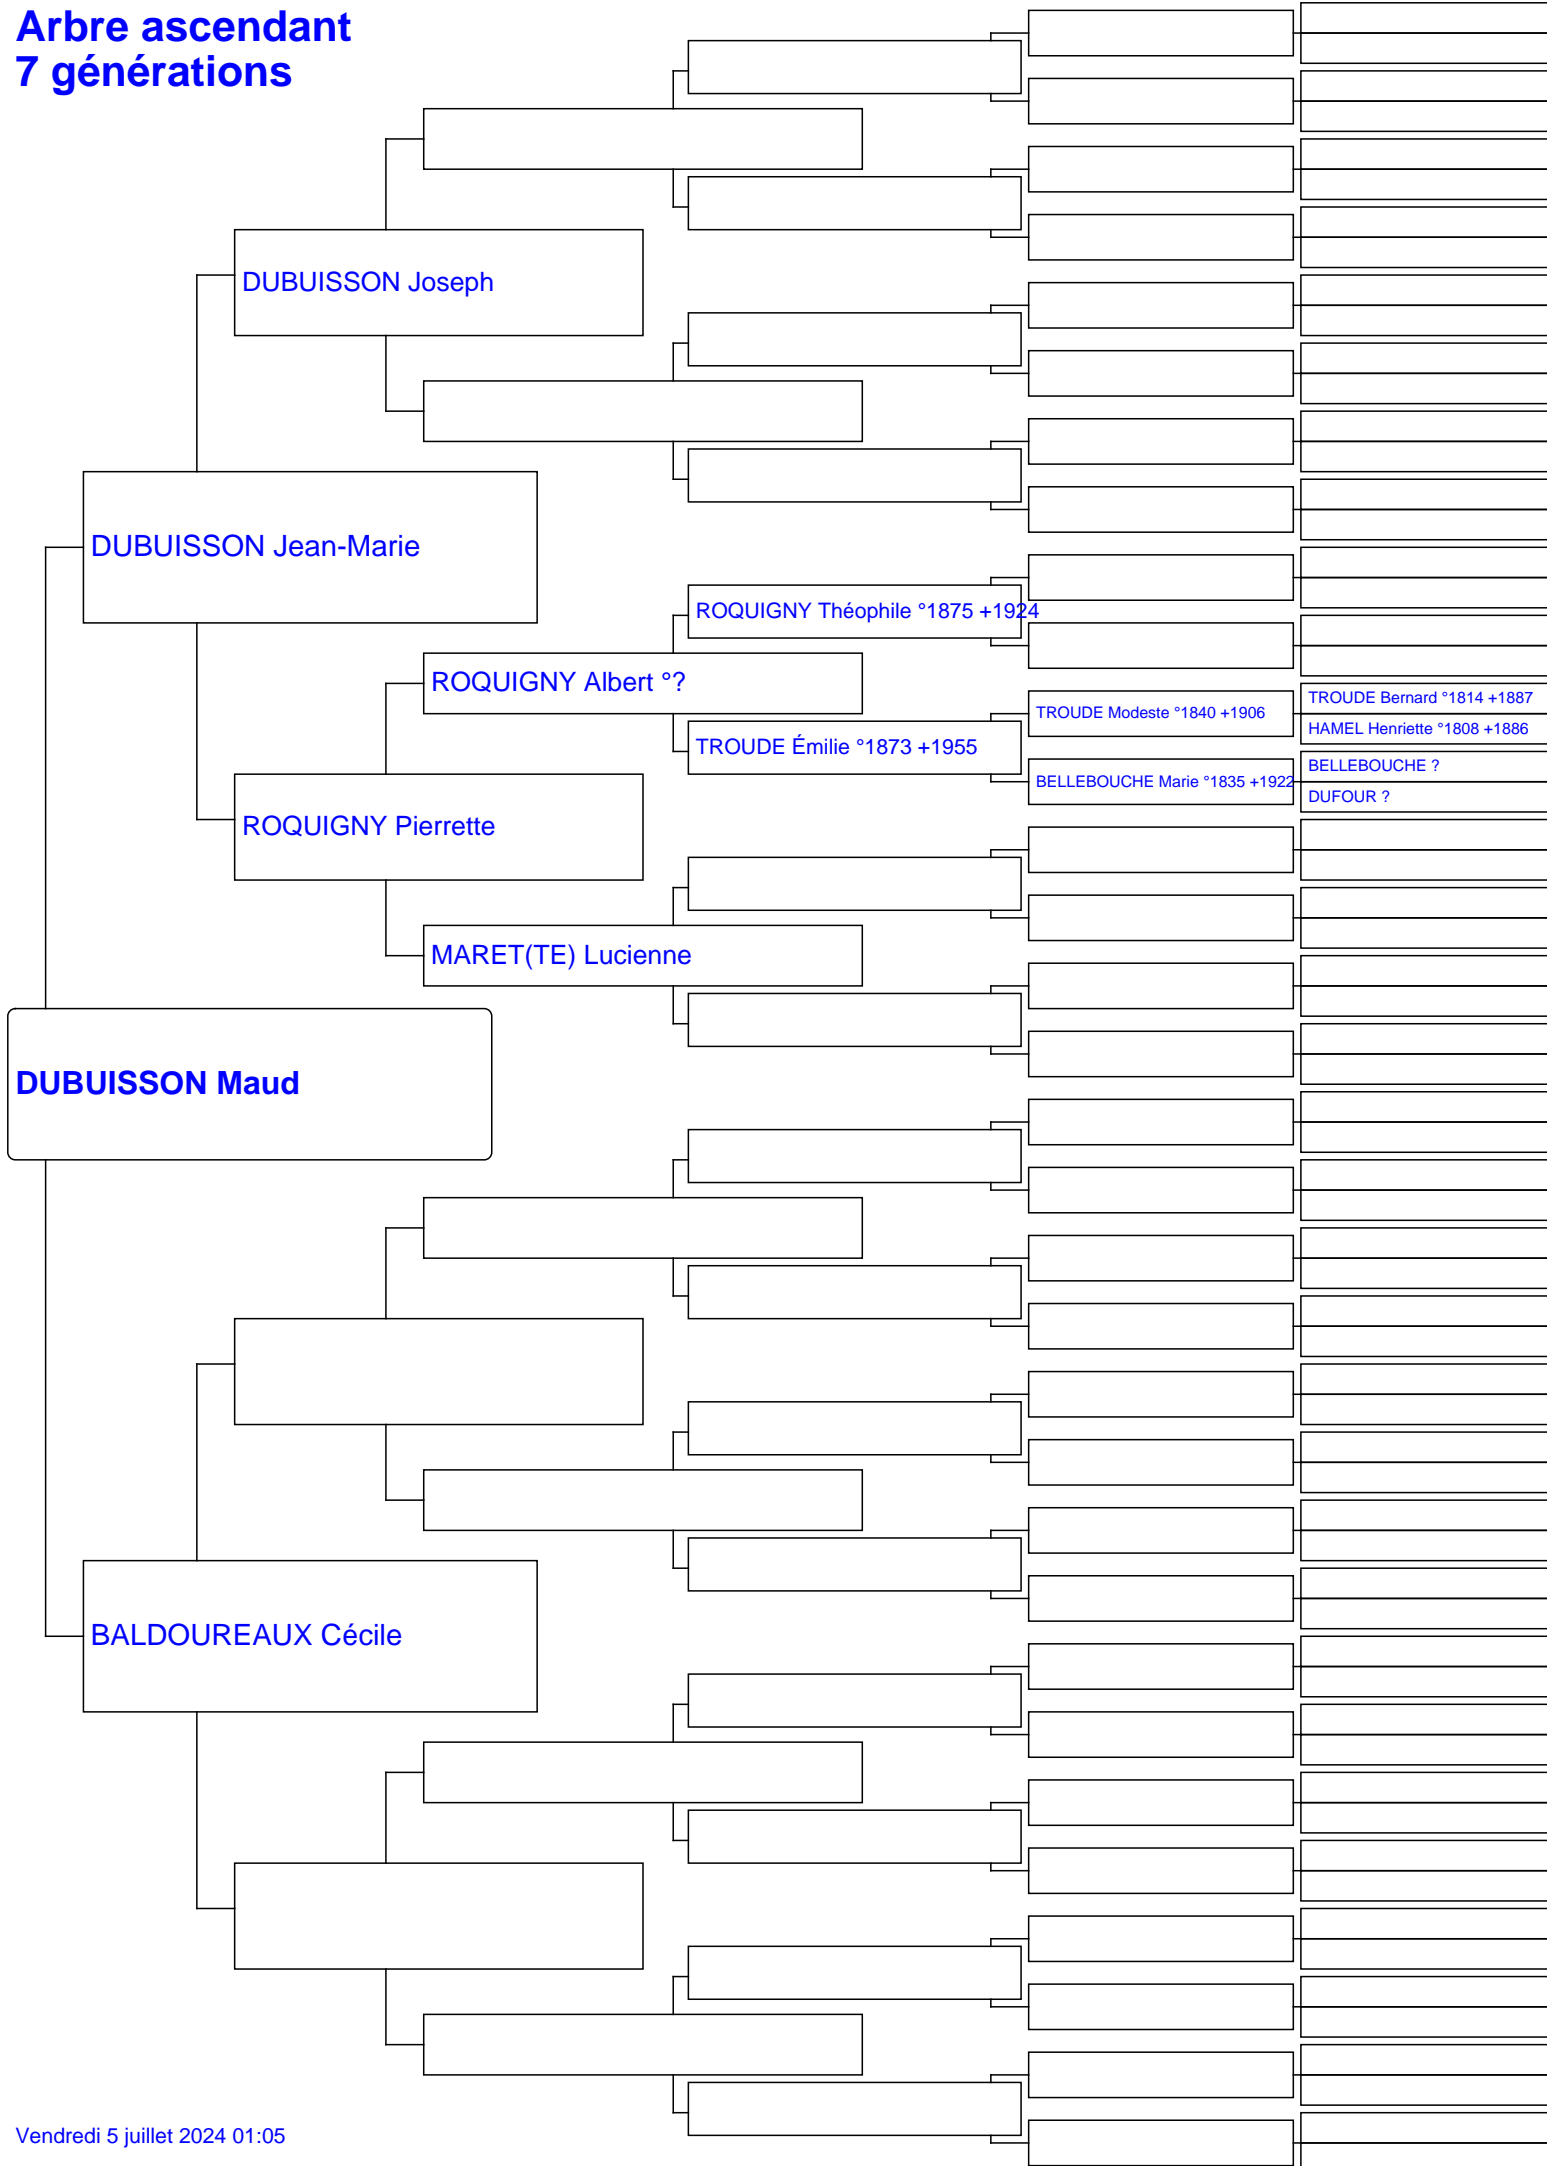 Arbre ascendant
7 générations
DUBUISSON Joseph
DUBUISSON Jean-Marie
ROQUIGNY Théophile °1875 +1924
ROQUIGNY Albert °?
TROUDE Bernard °1814 +1887
TROUDE Modeste °1840 +1906
HAMEL Henriette °1808 +1886
TROUDE Émilie °1873 +1955
BELLEBOUCHE ?
BELLEBOUCHE Marie °1835 +1922
DUFOUR ?
ROQUIGNY Pierrette
MARET(TE) Lucienne
DUBUISSON Maud
BALDOUREAUX Cécile
Vendredi 5 juillet 2024 01:05